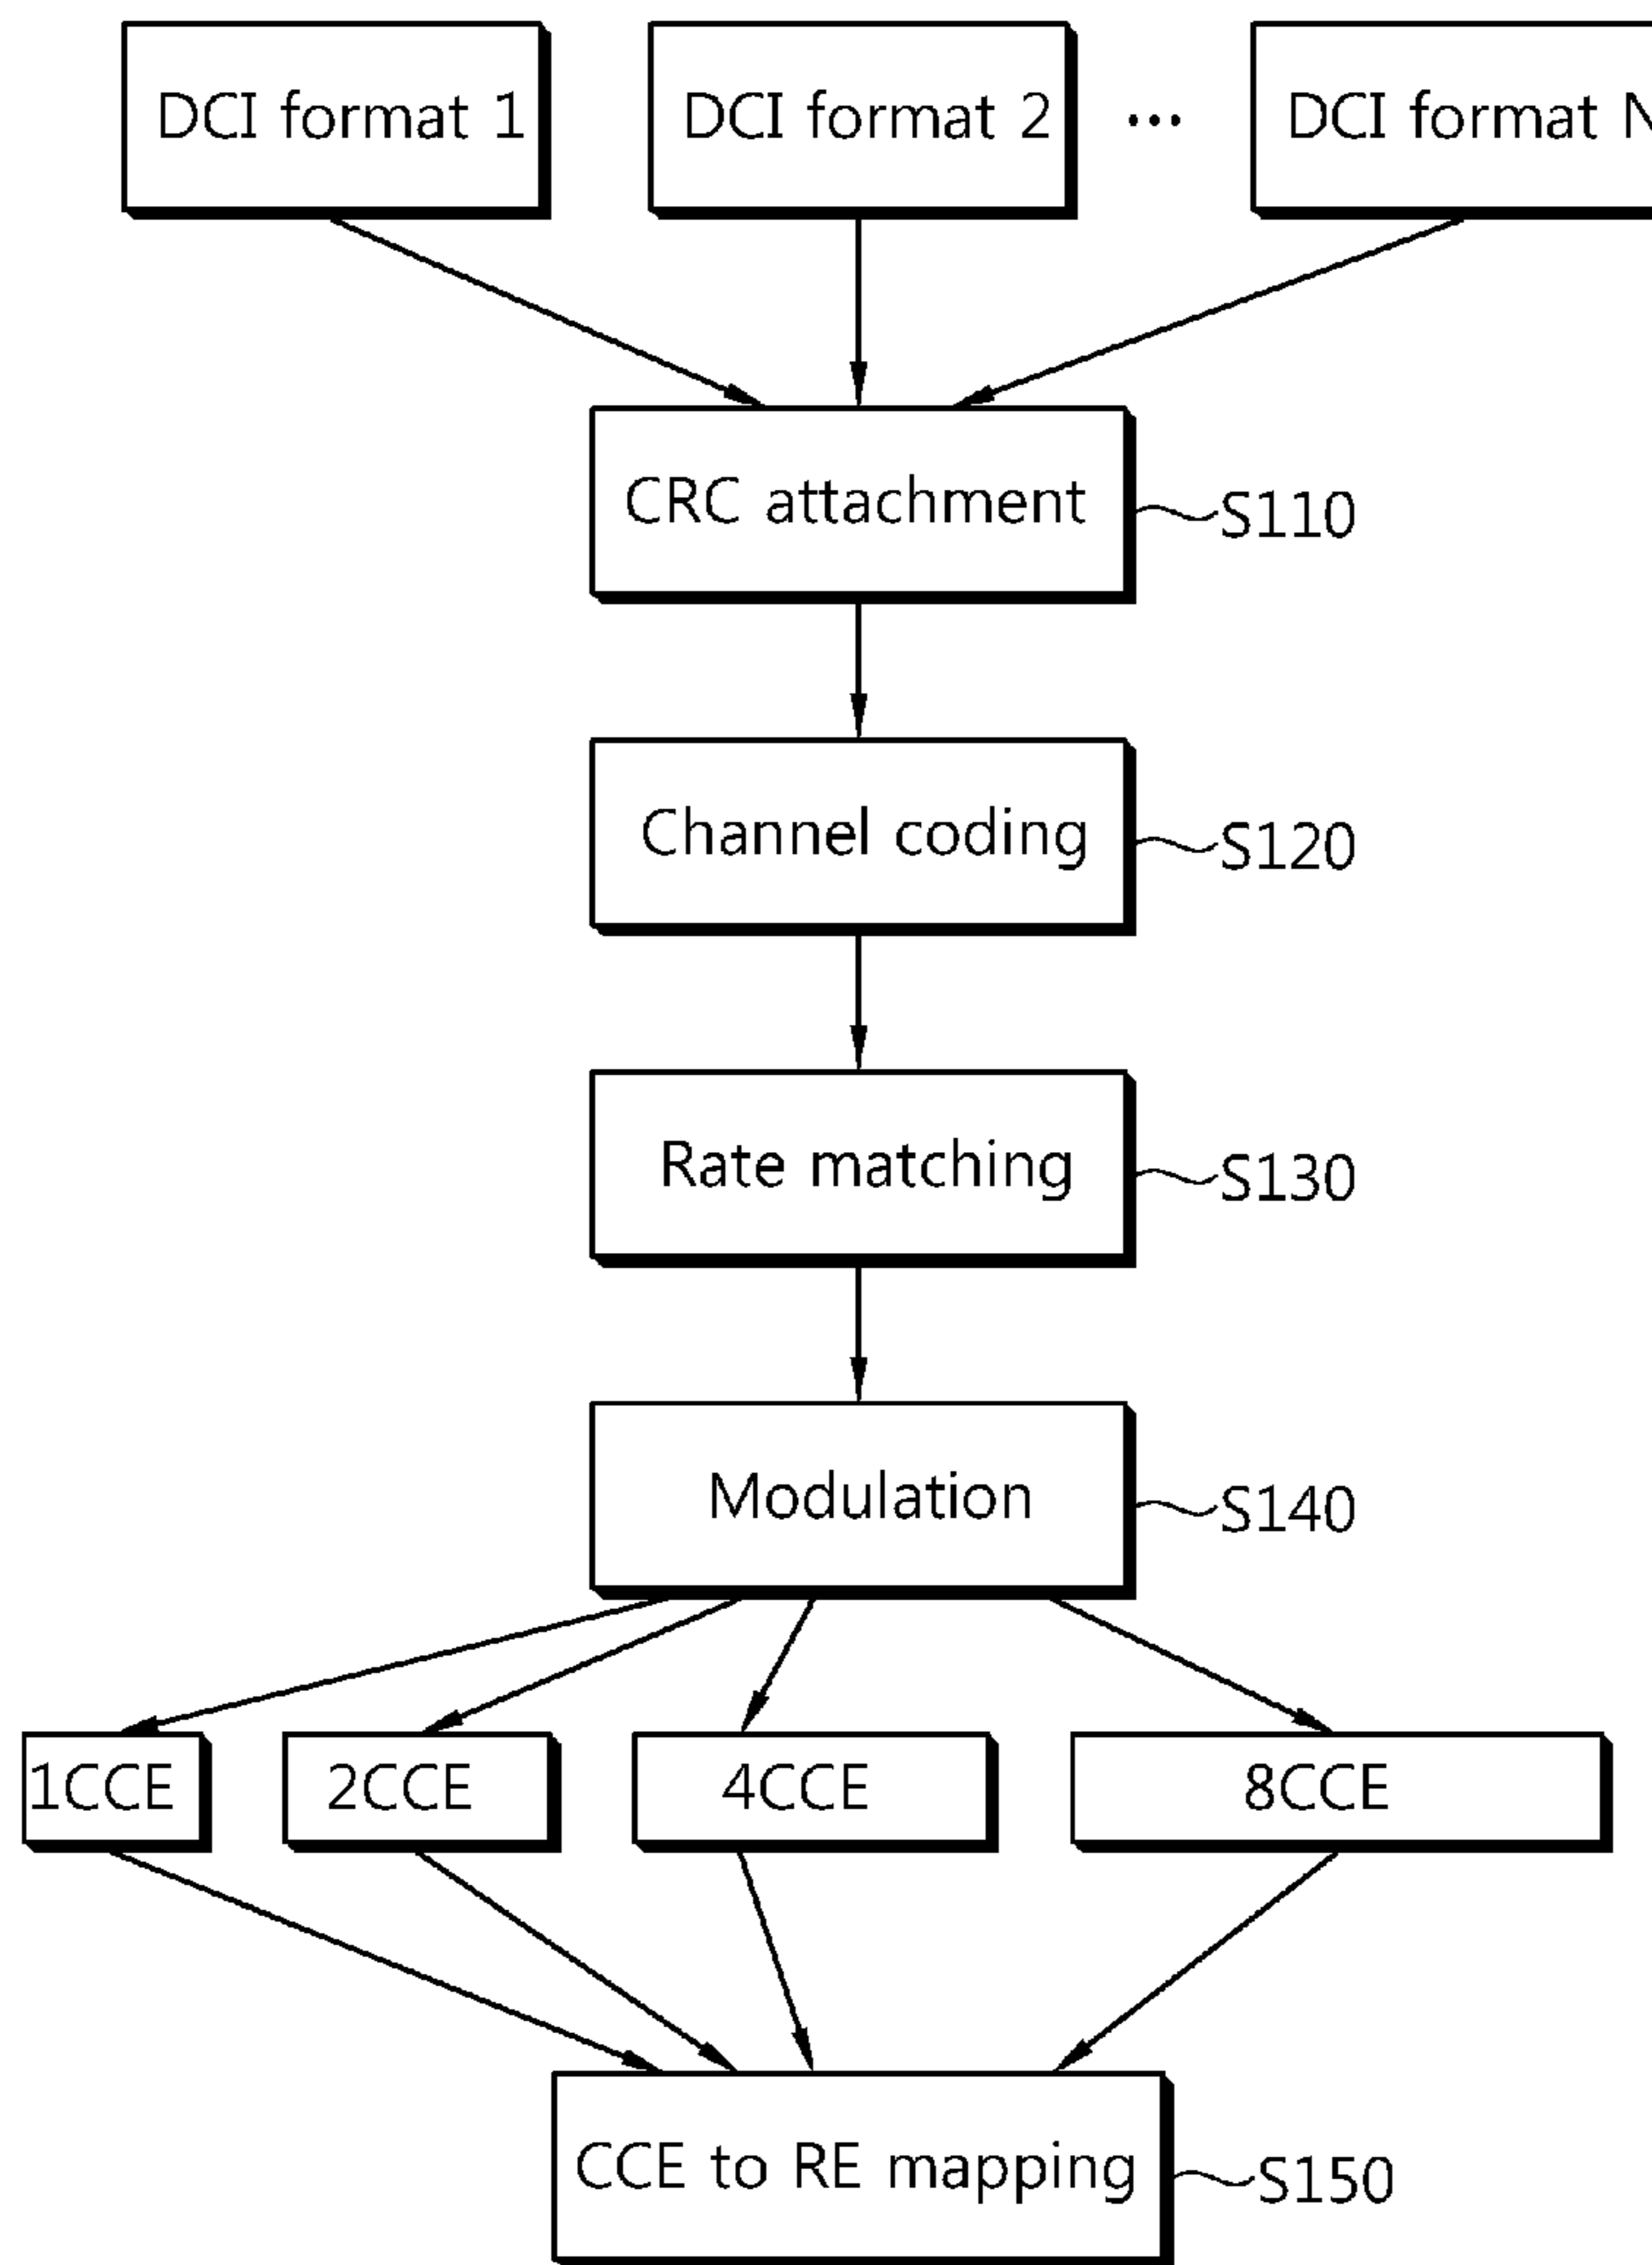 DCI format 1
DCI format 2
...
DCI format N
CRC attachment
S110
Channel coding
S120
Rate matching
S130
Modulation
S140
1CCE
2CCE
4CCE
8CCE
CCE to RE mapping
S150